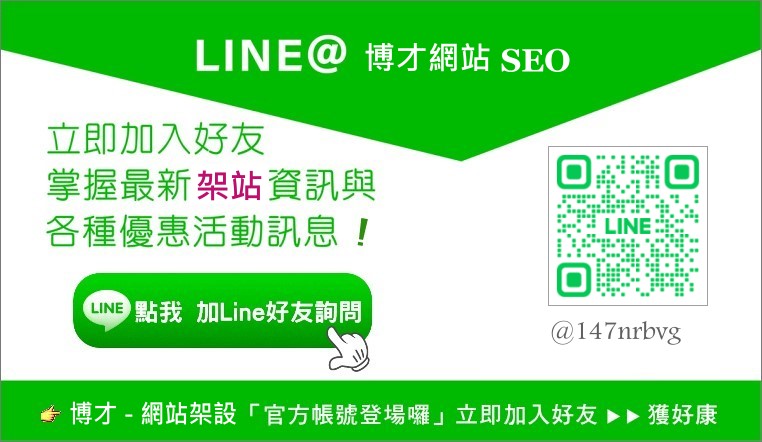 LINE@ 博才網站 SEO
立即加入好友
掌握最新架站資訊與
各種優惠活動訊息！
LINE
LINE 點我 加Line好友詢問
@147nrbvg
博才 - 網站架設「官方帳號登場囉」立即加入好友 ▶▶ 獲好康